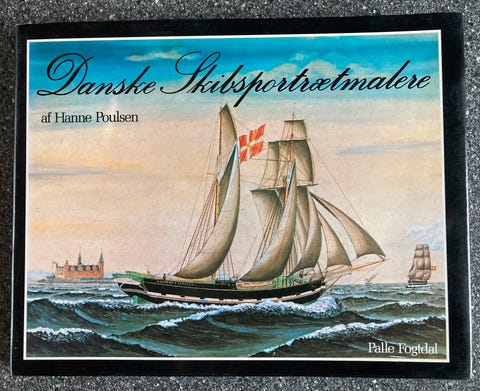 Danske Skibsportrætmalere
af Hanne Poulsen
Palle Fogtdal